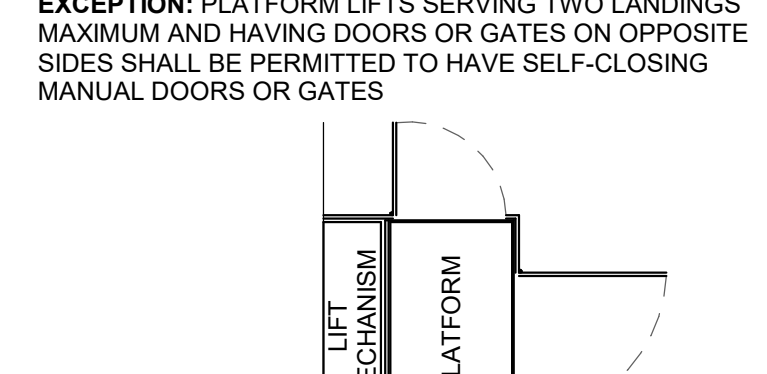 EXCEPTION: PLATFORM LIFTS SERVING TWO LANDINGS
MAXIMUM AND HAVING DOORS OR GATES ON OPPOSITE
SIDES SHALL BE PERMITTED TO HAVE SELF-CLOSING
MANUAL DOORS OR GATES
LIFT
ECHANISM
LATFORM